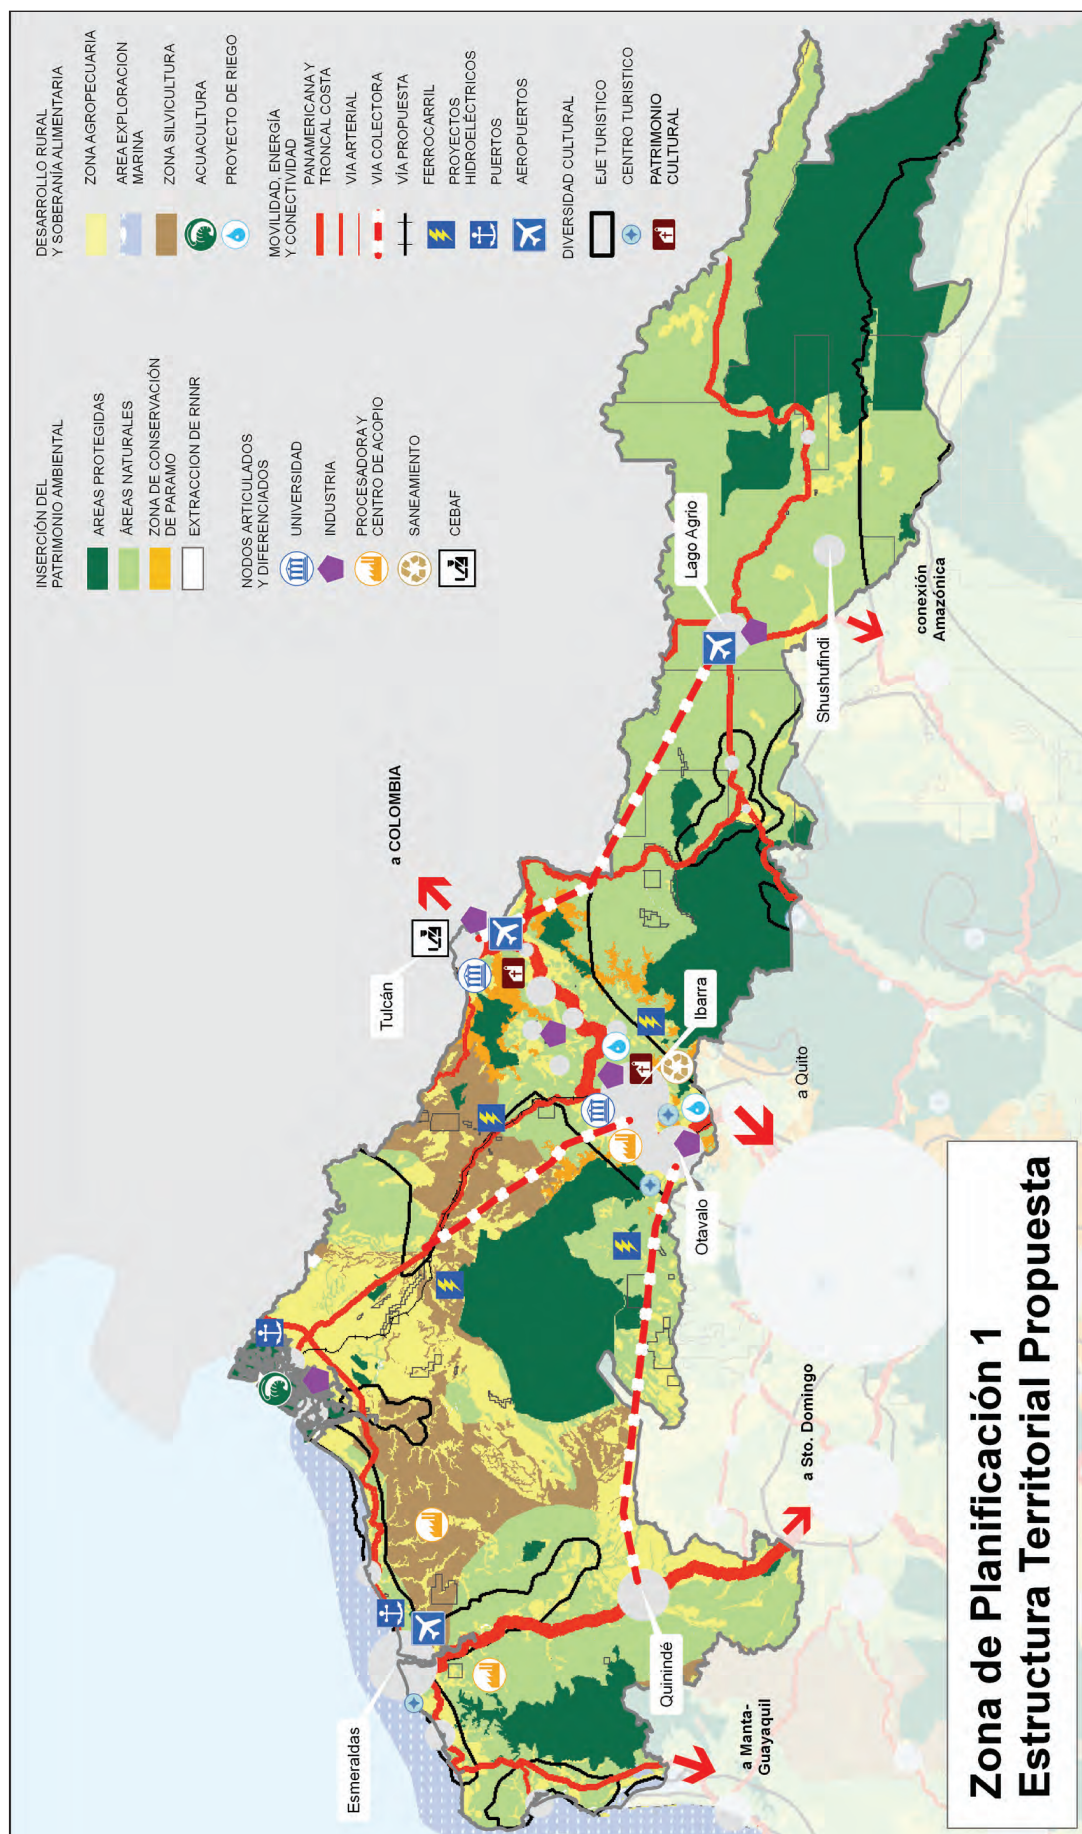 INSERCIÓN DEL
PATRIMONIO AMBIENTAL
AREAS PROTEGIDAS
ÁREAS NATURALES
ZONA DE CONSERVACIÓN
DE PARAMO
EXTRACCION DE RNNR
NODOS ARTICULADOS
Y DIFERENCIADOS
UNIVERSIDAD
INDUSTRIA
PROCESADORA Y
CENTRO DE ACOPIO
SANEAMIENTO
CEBAF
DESARROLLO RURAL
Y SOBERANÍA ALIMENTARIA
ZONA AGROPECUARIA
AREA EXPLORACION
MARINA
ZONA SILVICULTURA
ACUACULTURA
PROYECTO DE RIEGO
MOVILIDAD, ENERGÍA
Y CONECTIVIDAD
PANAMERICANA Y
TRONCAL COSTA
VIA ARTERIAL
VIA COLECTORA
VÍA PROPUESTA
FERROCARRIL
PROYECTOS
HIDROELÉCTRICOS
PUERTOS
AEROPUERTOS
DIVERSIDAD CULTURAL
EJE TURISTICO
CENTRO TURISTICO
PATRIMONIO
CULTURAL
a COLOMBIA
Tulcán
Esmeraldas
Lago Agrio
Ibarra
Otavalo
Quinindé
Shushufindi
a Quito
a Sto. Domingo
a Manta-
Guayaquil
conexión
Amazónica
Zona de Planificación 1
Estructura Territorial Propuesta